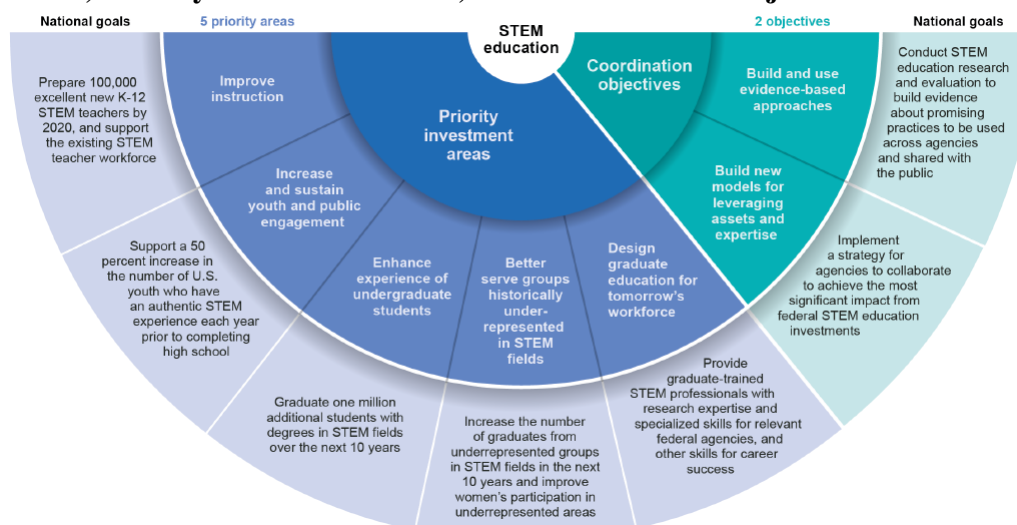 National goals
5 priority areas
2 objectives
National goals
STEM
education
Priority
investment
areas
Coordination
objectives
Improve
instruction
Increase
and sustain
youth and public
engagement
Enhance
experience of
undergraduate
students
Better
serve groups
historically
under-
represented
in STEM
fields
Design
graduate
education for
tomorrow's
workforce
Build new
models for
leveraging
assets and
expertise
Build and use
evidence-based
approaches
Prepare 100,000
excellent new K-12
STEM teachers by
2020, and support
the existing STEM
teacher workforce
Support a 50
percent increase in
the number of U.S.
youth who have
an authentic STEM
experience each year
prior to completing
high school
Graduate one million
additional students with
degrees in STEM fields
over the next 10 years
Increase the number
of graduates from
underrepresented groups
in STEM fields in the next
10 years and improve
women's participation in
underrepresented areas
Provide
graduate-trained
STEM professionals with
research expertise and
specialized skills for relevant
federal agencies, and
other skills for career
success
Implement
a strategy for
agencies to collaborate
to achieve the most
significant impact from
federal STEM education
investments
Conduct STEM
education research
and evaluation to
build evidence
about promising
practices to be used
across agencies
and shared with
the public